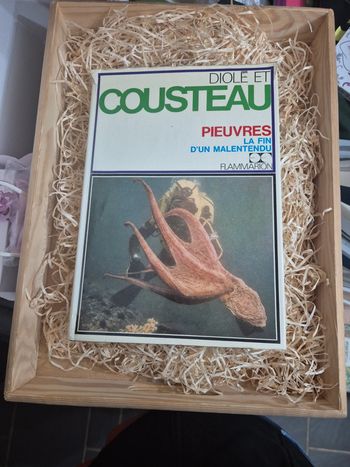 DIOLÉ ET
COUSTEAU
PIEUVRES
LA FIN
D'UN MALENTENDU
FLAMMARION